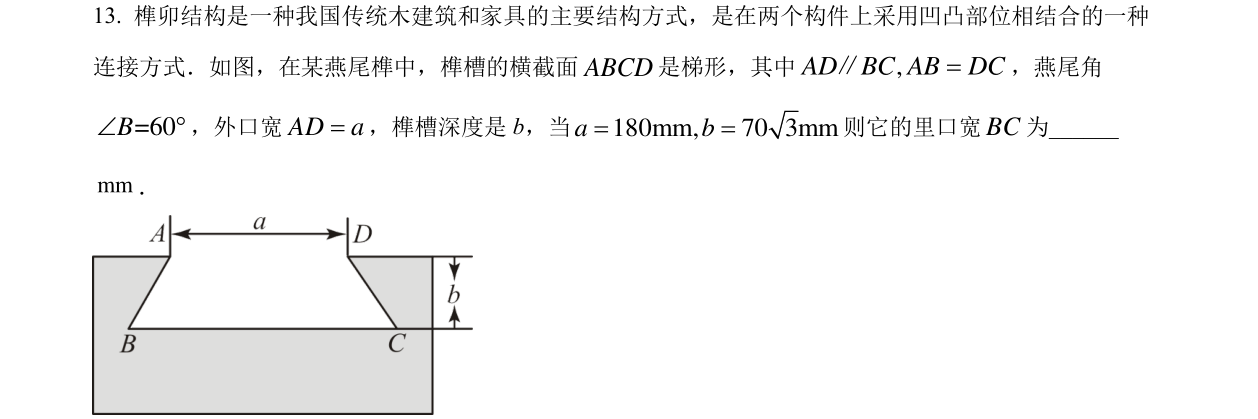 13. 榫卯结构是一种我国传统木建筑和家具的主要结构方式，是在两个构件上采用凹凸部位相结合的一种
连接方式．如图，在某燕尾榫中，榫槽的横截面 ABCD 是梯形，其中 AD∥BC, AB = DC，燕尾角
∠B=60°，外口宽 AD = a，榫槽深度是 b，当 a = 180mm, b = 70√3mm 则它的里口宽 BC 为______
mm．
A a D
b
B C